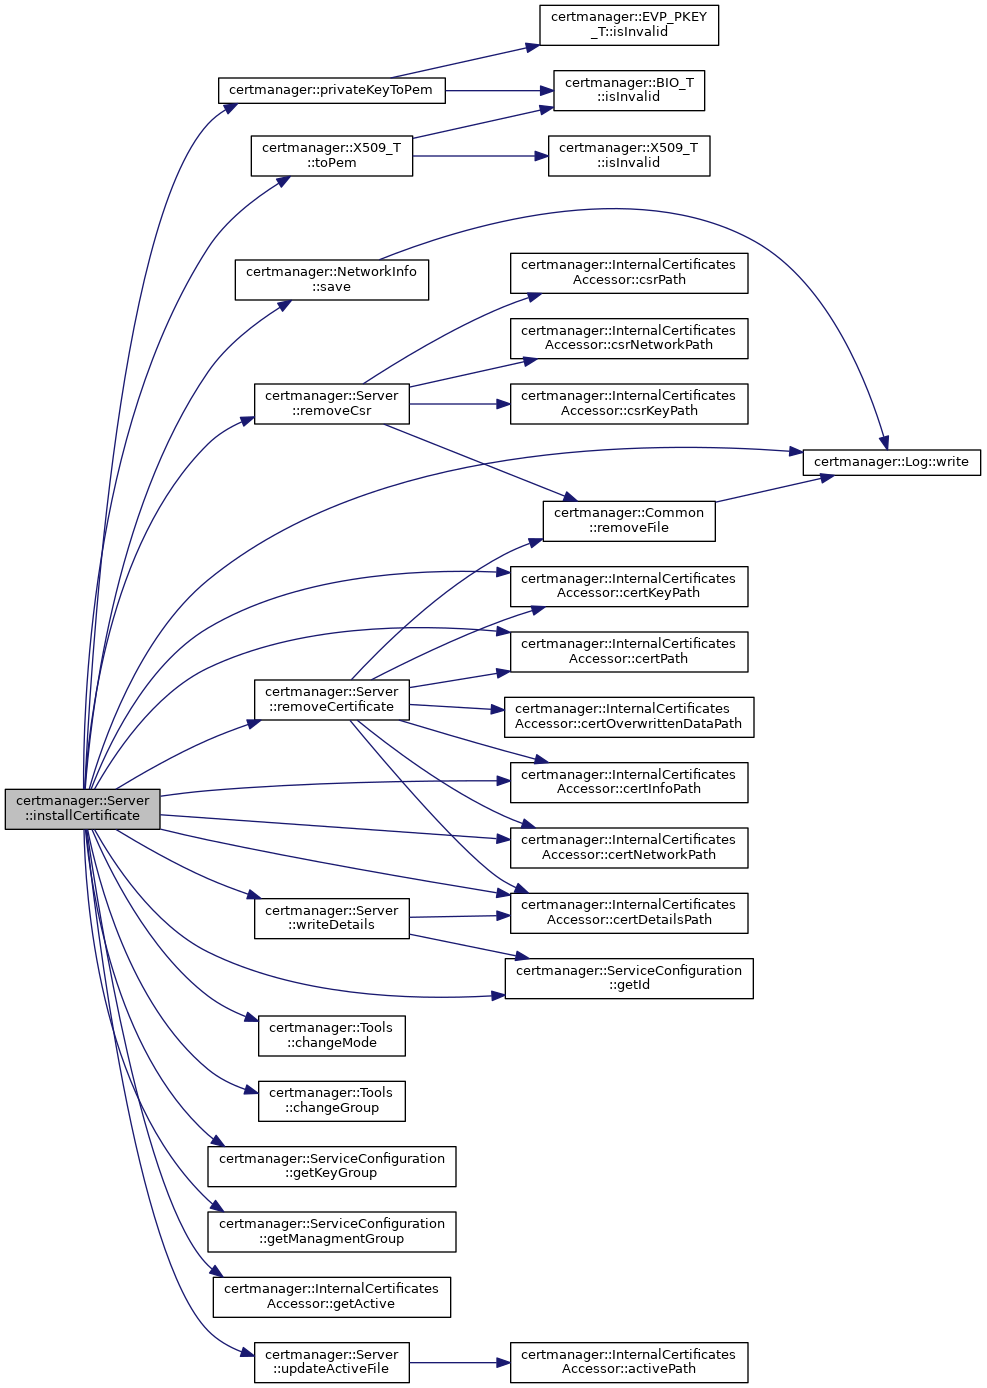 certmanager::EVP_PKEY
_T::isInvalid
certmanager::privateKeyToPem
certmanager::BIO_T
::isInvalid
certmanager::X509_T
::toPem
certmanager::X509_T
::isInvalid
certmanager::NetworkInfo
::save
certmanager::InternalCertificates
Accessor::csrPath
certmanager::InternalCertificates
Accessor::csrNetworkPath
certmanager::Server
::removeCsr
certmanager::InternalCertificates
Accessor::csrKeyPath
certmanager::Log::write
certmanager::Common
::removeFile
certmanager::InternalCertificates
Accessor::certKeyPath
certmanager::InternalCertificates
Accessor::certPath
certmanager::Server
::removeCertificate
certmanager::InternalCertificates
Accessor::certOverwrittenDataPath
certmanager::InternalCertificates
Accessor::certInfoPath
certmanager::Server
::installCertificate
certmanager::InternalCertificates
Accessor::certNetworkPath
certmanager::Server
::writeDetails
certmanager::InternalCertificates
Accessor::certDetailsPath
certmanager::ServiceConfiguration
::getId
certmanager::Tools
::changeMode
certmanager::Tools
::changeGroup
certmanager::ServiceConfiguration
::getKeyGroup
certmanager::ServiceConfiguration
::getManagmentGroup
certmanager::InternalCertificates
Accessor::getActive
certmanager::Server
::updateActiveFile
certmanager::InternalCertificates
Accessor::activePath